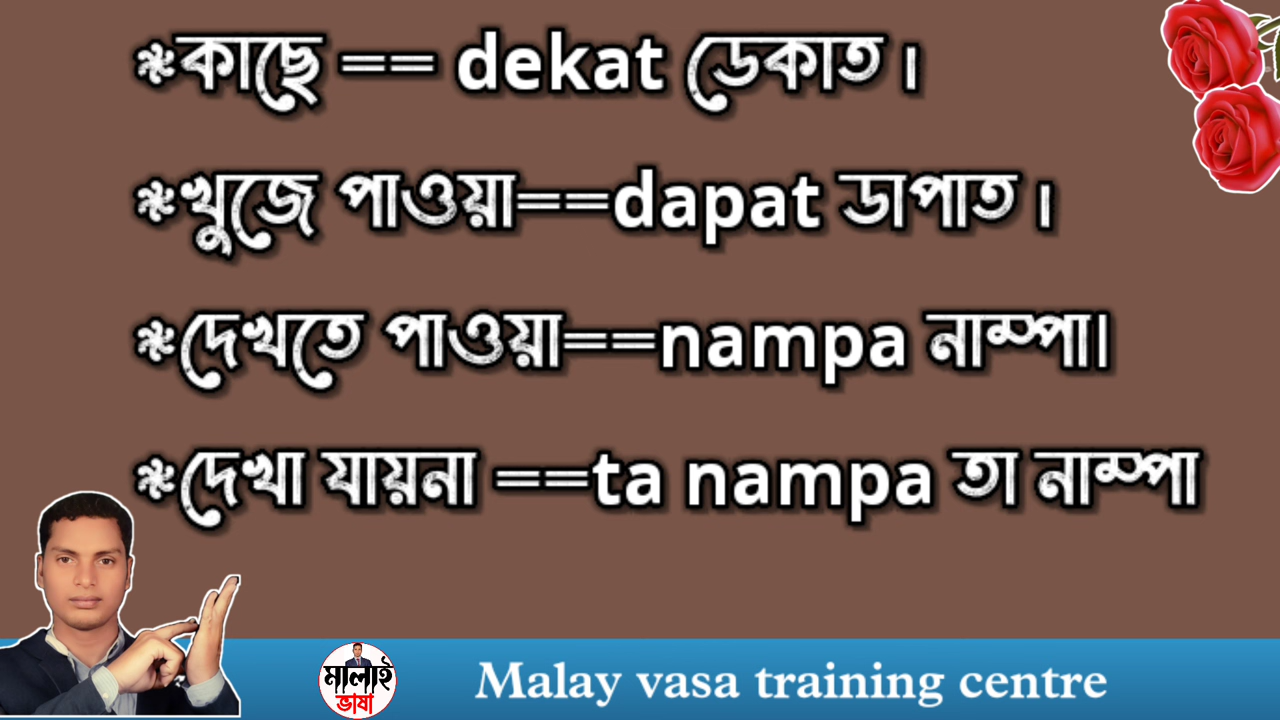 *কাছে == dekat ডেকাত ।
*খুজে পাওয়া==dapat ডাপাত ।
*দেখতে পাওয়া==nampa নাম্পা।
*দেখা যায়না ==ta nampa তা নাম্পা
মালাই
ভাষা
Malay vasa training centre